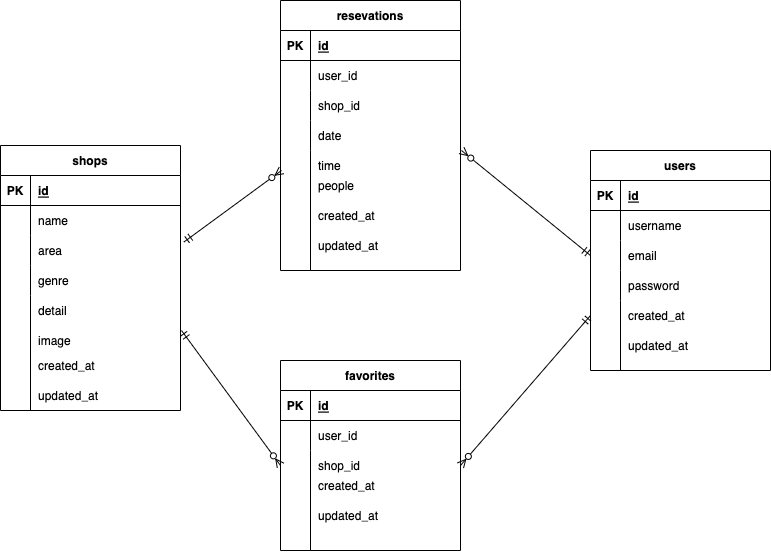 resevations
PK id
user_id
shop_id
date
time
people
created_at
updated_at
shops
PK id
name
area
genre
detail
image
created_at
updated_at
users
PK id
username
email
password
created_at
updated_at
favorites
PK id
user_id
shop_id
created_at
updated_at